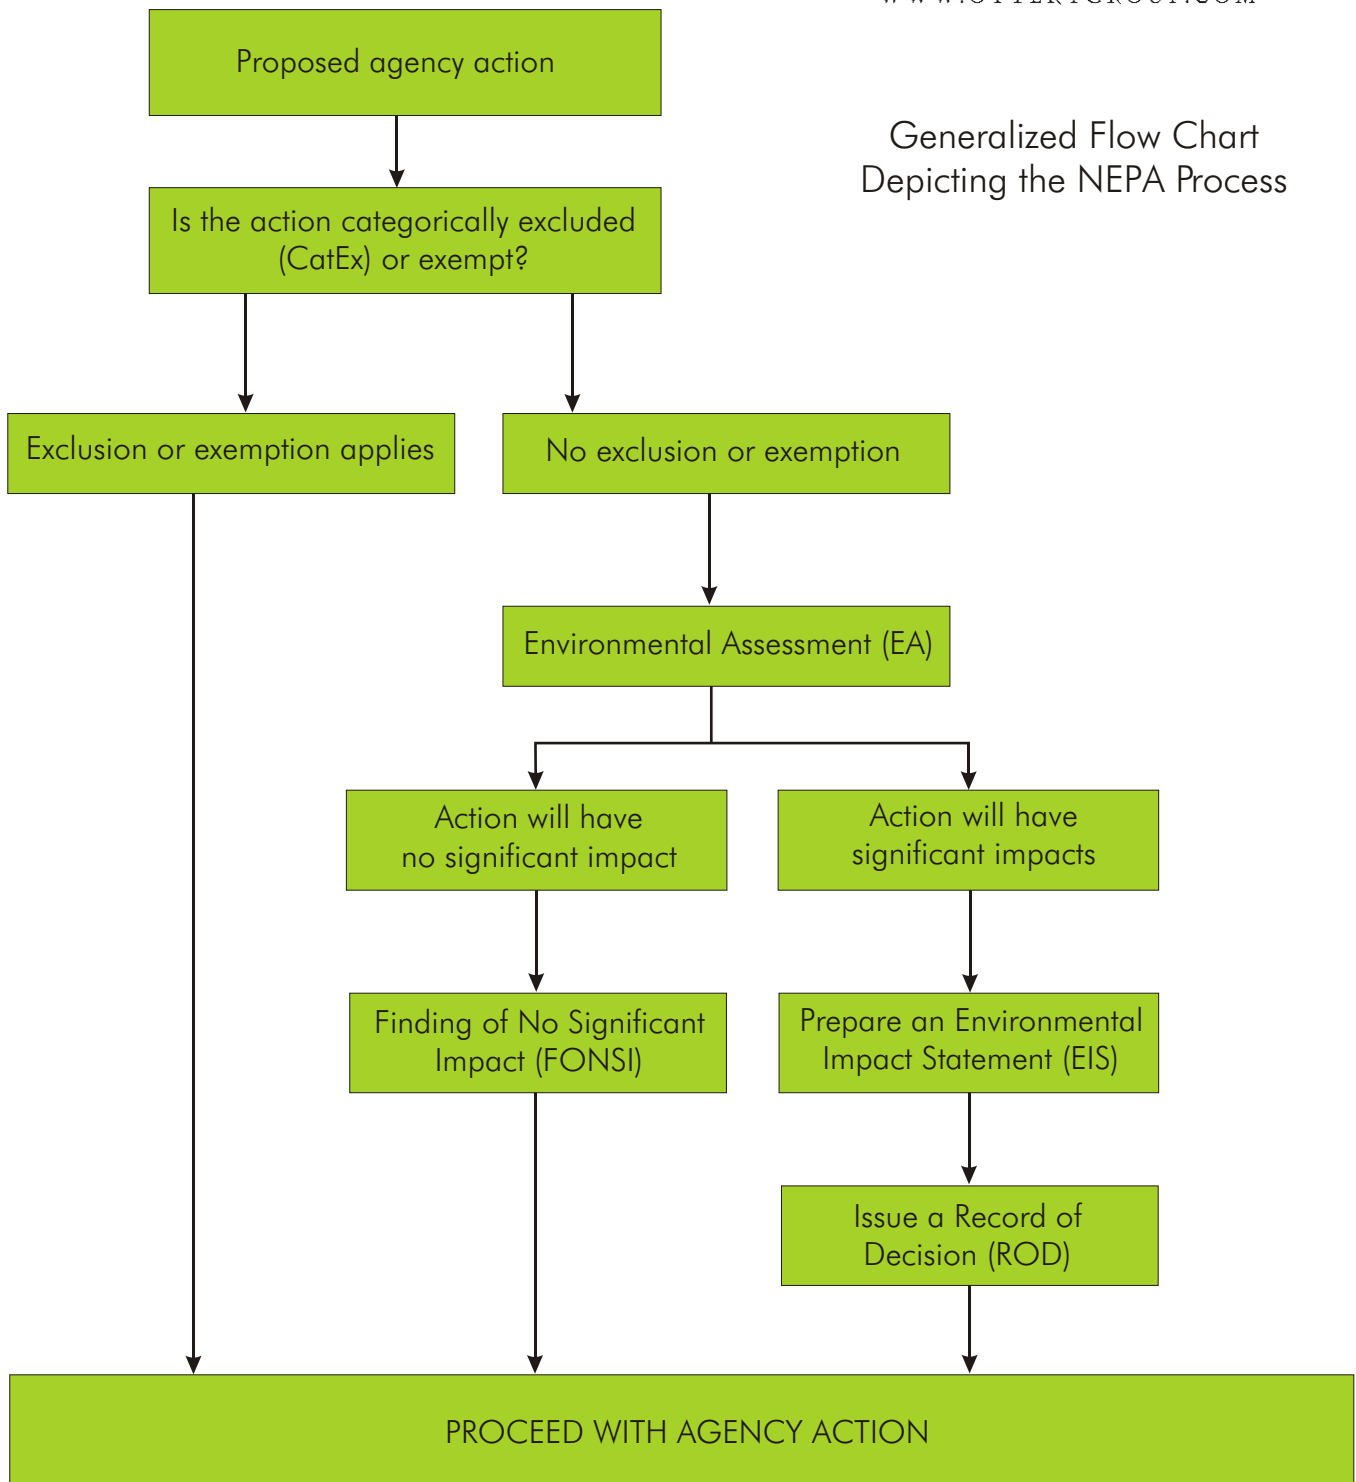 Generalized Flow Chart
Depicting the NEPA Process
Proposed agency action
Is the action categorically excluded
(CatEx) or exempt?
Exclusion or exemption applies
No exclusion or exemption
Environmental Assessment (EA)
Action will have
no significant impact
Action will have
significant impacts
Finding of No Significant
Impact (FONSI)
Prepare an Environmental
Impact Statement (EIS)
Issue a Record of
Decision (ROD)
PROCEED WITH AGENCY ACTION